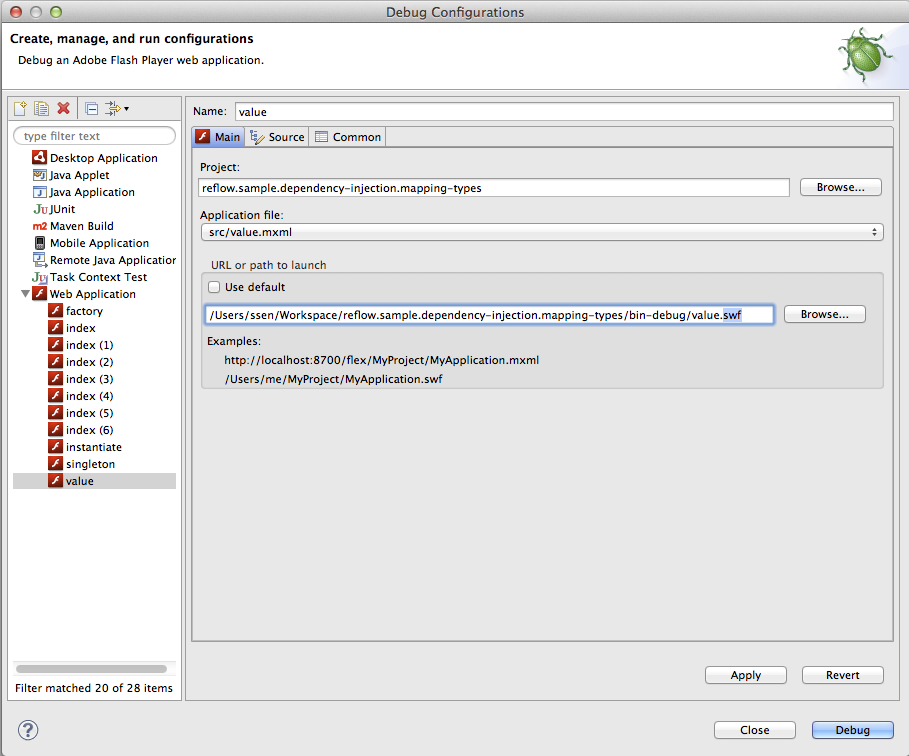 Debug Configurations
Create, manage, and run configurations
Debug an Adobe Flash Player web application.
type filter text
Desktop Application
Java Applet
Java Application
Ju JUnit
m2 Maven Build
Mobile Application
Remote Java Application
Ju Task Context Test
Web Application
factory
index
index (1)
index (2)
index (3)
index (4)
index (5)
index (6)
instantiate
singleton
value
Filter matched 20 of 28 items
Name: value
Main Source Common
Project:
reflow.sample.dependency-injection.mapping-types Browse...
Application file:
src/value.mxml
URL or path to launch
Use default
/Users/ssen/Workspace/reflow.sample.dependency-injection.mapping-types/bin-debug/value.swf Browse...
Examples:
http://localhost:8700/flex/MyProject/MyApplication.mxml
/Users/me/MyProject/MyApplication.swf
Apply Revert
? Close Debug